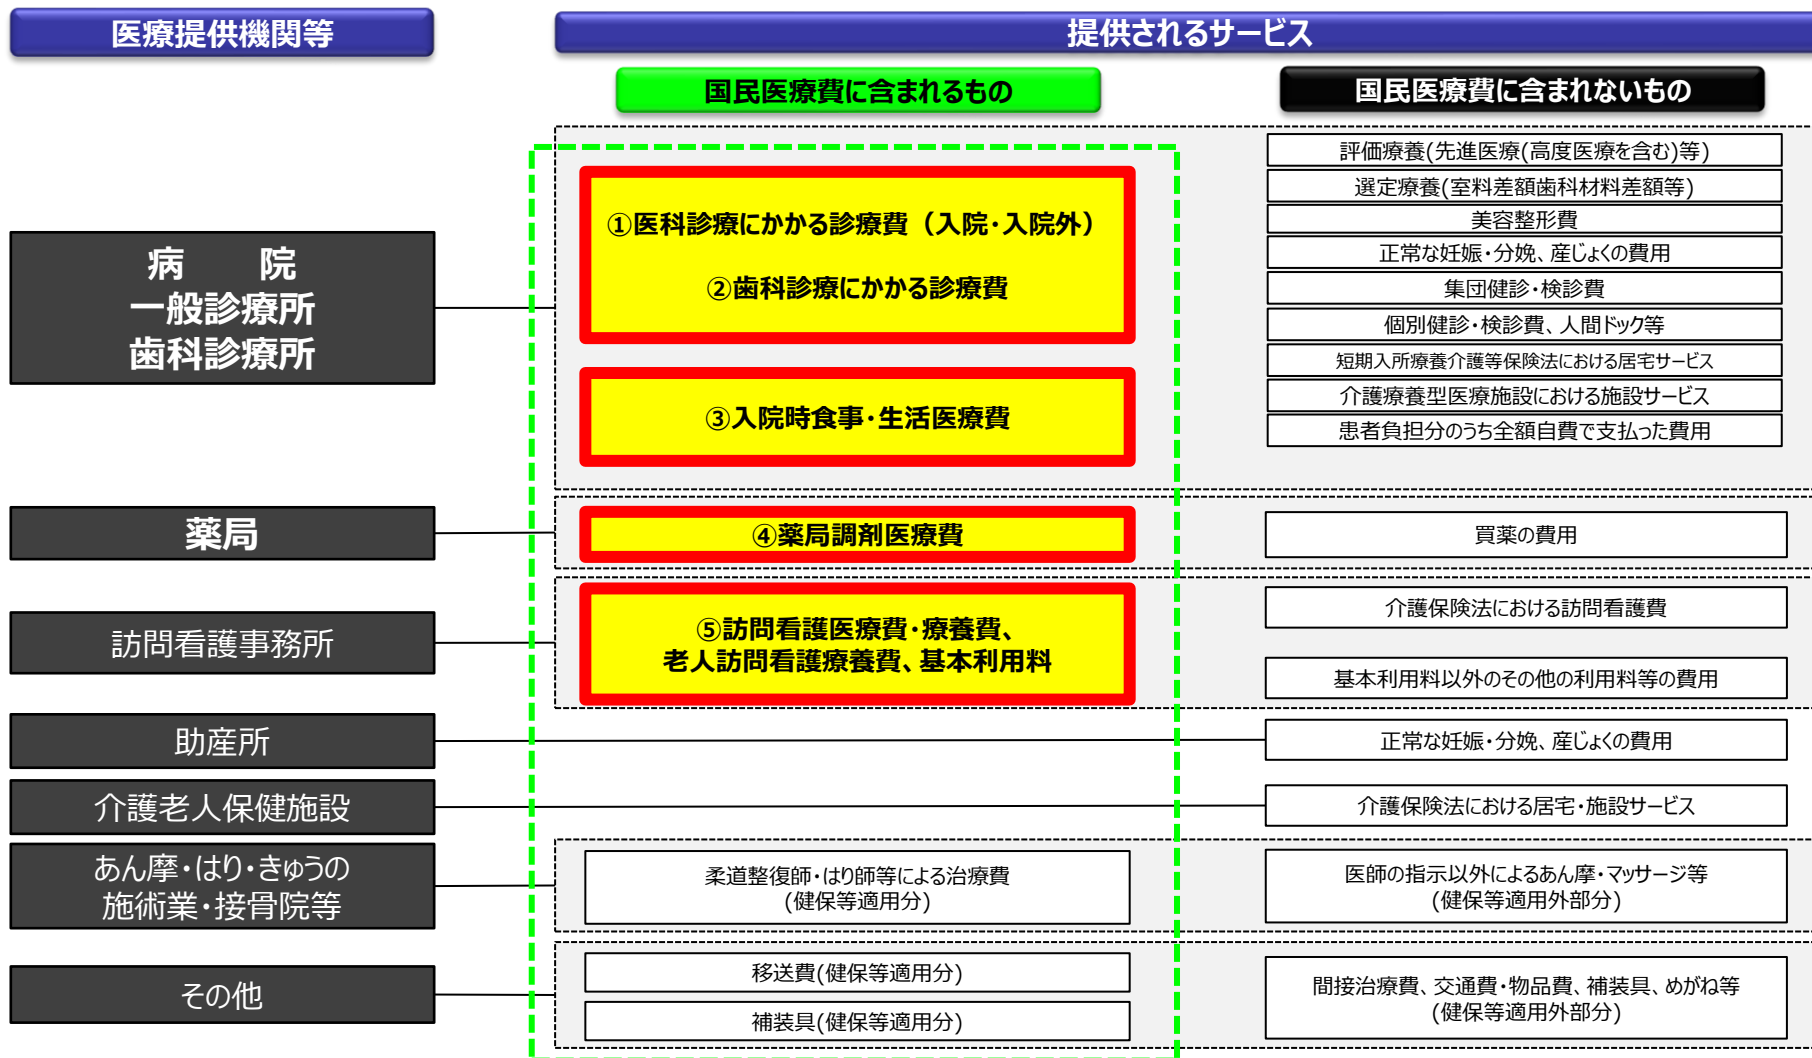 医療提供機関等
提供されるサービス
国民医療費に含まれるもの
国民医療費に含まれないもの
病　院
一般診療所
歯科診療所
①医科診療にかかる診療費（入院・入院外）
②歯科診療にかかる診療費
③入院時食事・生活医療費
評価療養(先進医療(高度医療を含む)等)
選定療養(室料差額歯科材料差額等)
美容整形費
正常な妊娠・分娩、産じょくの費用
集団健診・検診費
個別健診・検診費、人間ドック等
短期入所療養介護等保険法における居宅サービス
介護療養型医療施設における施設サービス
患者負担分のうち全額自費で支払った費用
薬局
④薬局調剤医療費
買薬の費用
訪問看護事務所
⑤訪問看護医療費・療養費、
老人訪問看護療養費、基本利用料
介護保険法における訪問看護費
基本利用料以外のその他の利用料等の費用
助産所
正常な妊娠・分娩、産じょくの費用
介護老人保健施設
介護保険法における居宅・施設サービス
あん摩・はり・きゅうの
施術業・接骨院等
柔道整復師・はり師等による治療費
(健保等適用分)
医師の指示以外によるあん摩・マッサージ等
(健保等適用外部分)
その他
移送費(健保等適用分)
補装具(健保等適用分)
間接治療費、交通費・物品費、補装具、めがね等
(健保等適用外部分)